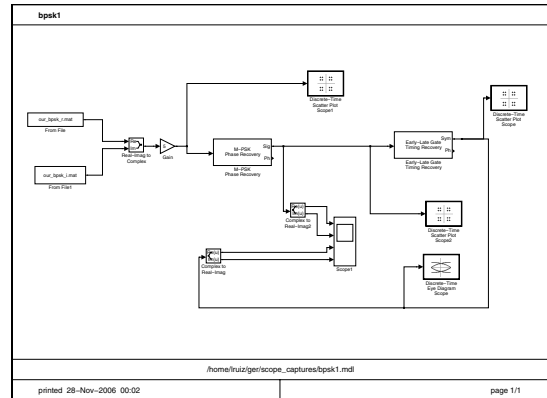 bpsk1
our_bpsk_r.mat
From File
our_bpsk_i.mat
From File1
Re
Im
Real−Imag to
Complex
Gain
Discrete−Time
Scatter Plot
Scope1
M−PSK
Phase Recovery
Sig
Ph
M−PSK
Phase Recovery
Early−Late Gate
Timing Recovery
Sym
Ph
Early−Late Gate
Timing Recovery
Discrete−Time
Scatter Plot
Scope
Complex to
Real−Imag2
Complex to
Real−Imag
Scope1
Discrete−Time
Scatter Plot
Scope2
Discrete−Time
Eye Diagram
Scope
/home/lruiz/ger/scope_captures/bpsk1.mdl
printed 28−Nov−2006 00:02
page 1/1